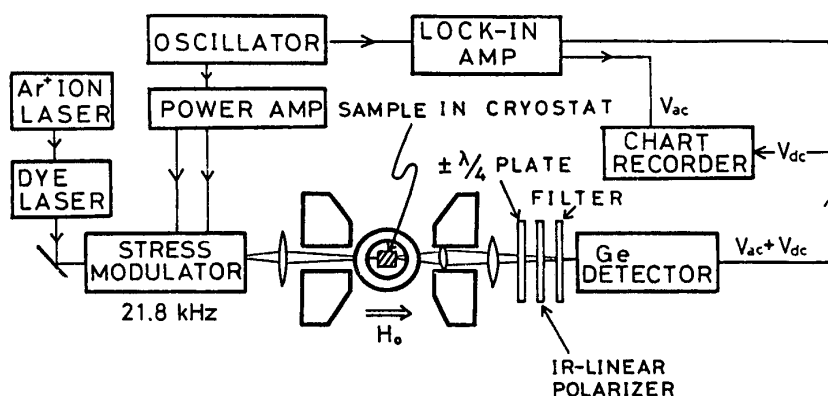 OSCILLATOR
LOCK-IN
AMP
Ar⁺ION
LASER
POWER AMP
SAMPLE IN CRYOSTAT
Vac
CHART
RECORDER
Vdc
DYE
LASER
± λ/4 PLATE
FILTER
STRESS
MODULATOR
Ge
DETECTOR
Vac + Vdc
21.8 kHz
H₀
IR-LINEAR
POLARIZER